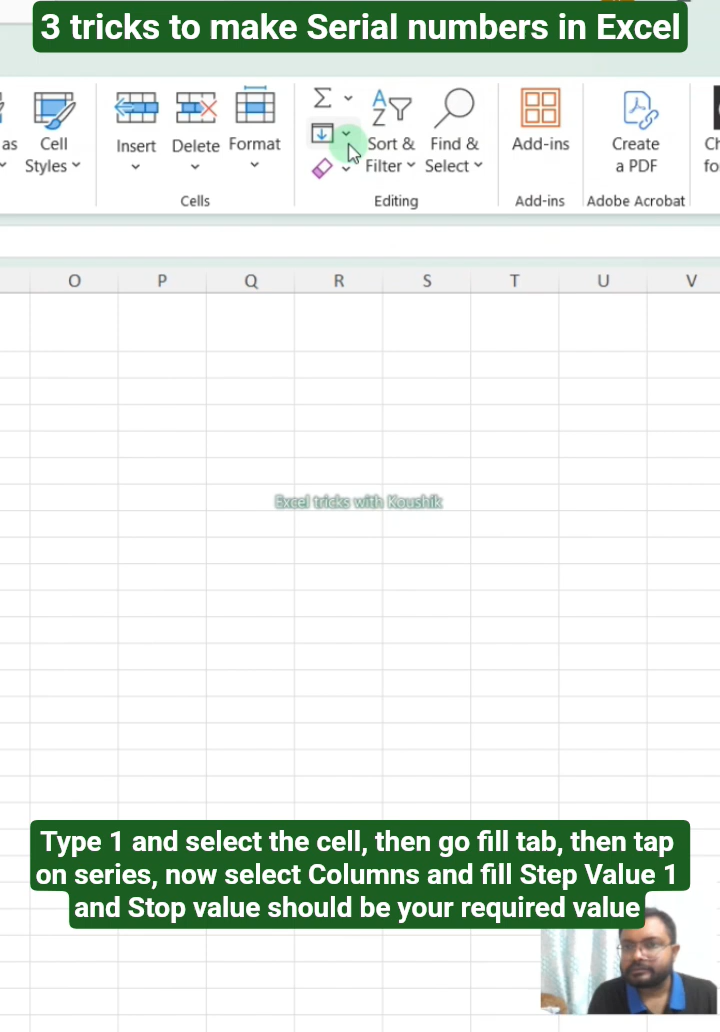 3 tricks to make Serial numbers in Excel
as
Cell
Styles
Insert
Delete
Format
Cells
Sort &
Filter
Find &
Select
Editing
Add-ins
Add-ins
Create
a PDF
Adobe Acrobat
O P Q R S T U V
Excel tricks with Koushik
Type 1 and select the cell, then go fill tab, then tap
on series, now select Columns and fill Step Value 1
and Stop value should be your required value